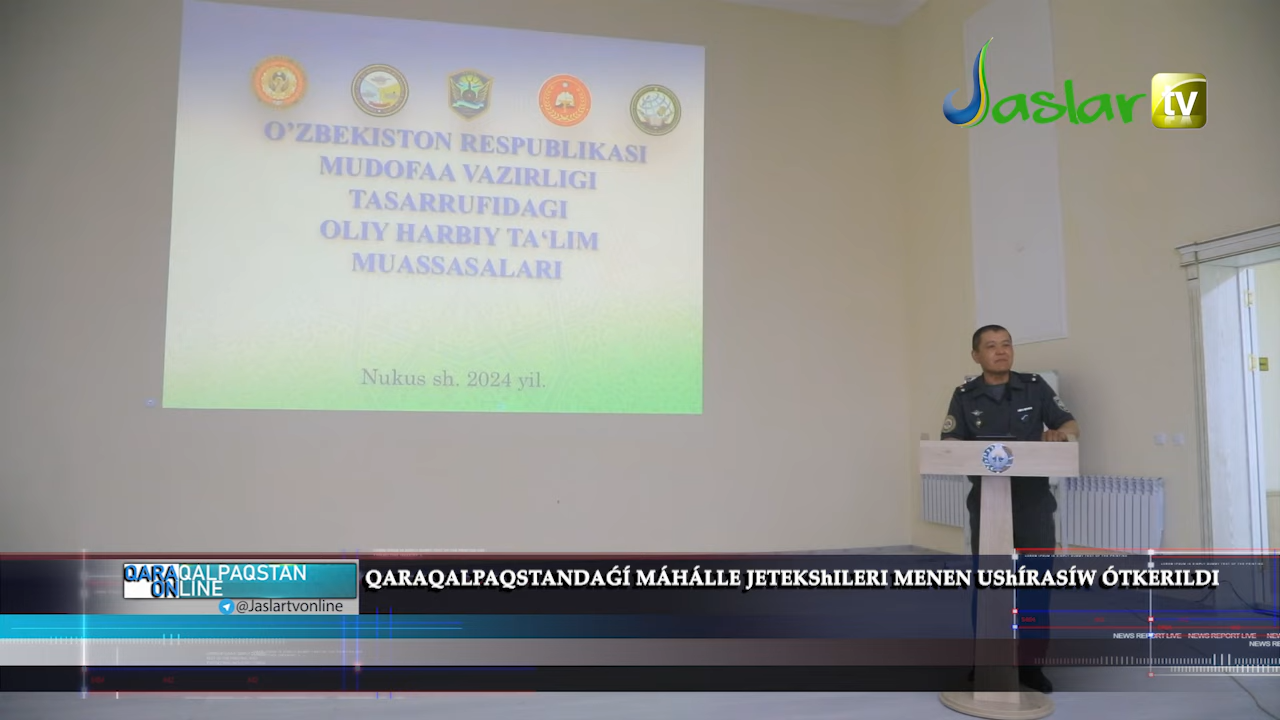 Jaslar tv
O'ZBEKISTON RESPUBLIKASI
MUDOFAA VAZIRLIGI
TASARRUFIDAGI
OLIY HARBIY TA‘LIM
MUASSASALARI
Nukus sh. 2024 yil.
QARAQALPAQSTAN
ONLINE
@Jaslartvonline
QARAQALPAQSTANDAǴÍ MÁHÁLLE JETEKShILERI MENEN UShÍRASÍW ÓTKERILDI
NEWS REPORT LIVE NEWS REPORT LIVE